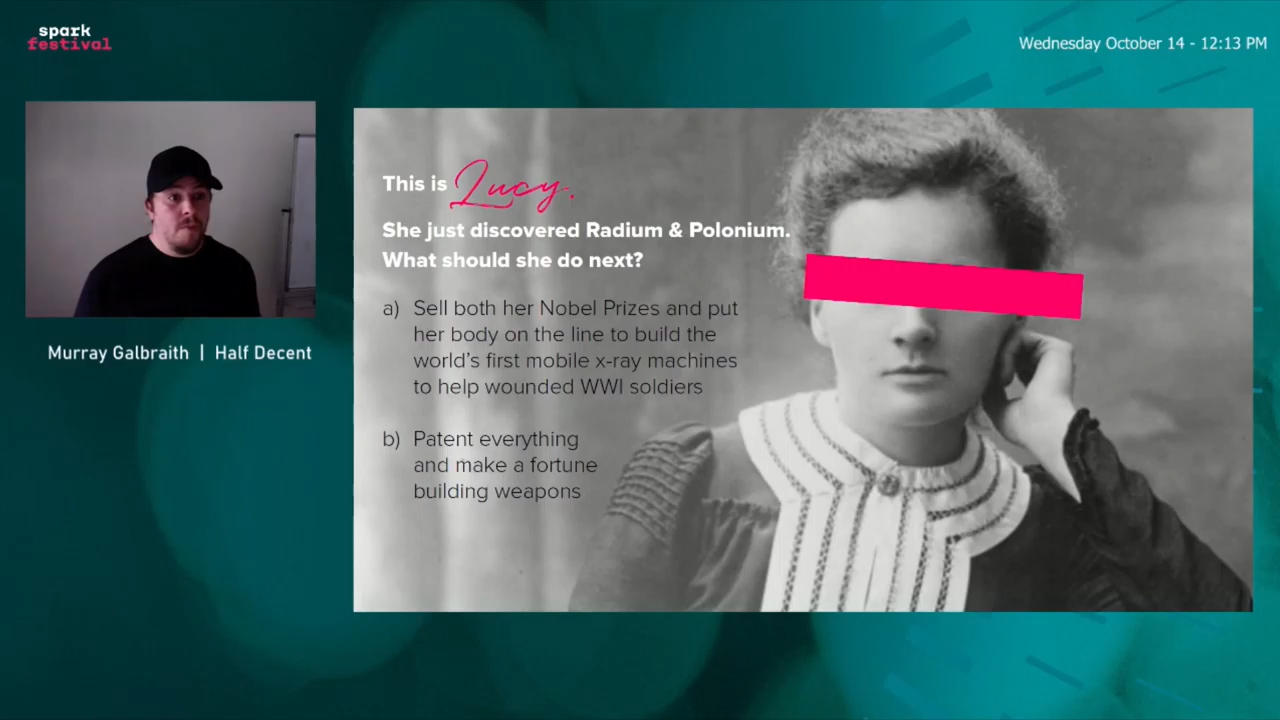 spark
festival
Wednesday October 14 - 12:13 PM
Murray Galbraith | Half Decent
This is Lucy.
She just discovered Radium & Polonium.
What should she do next?
a) Sell both her Nobel Prizes and put
her body on the line to build the
world's first mobile x-ray machines
to help wounded WWI soldiers
b) Patent everything
and make a fortune
building weapons